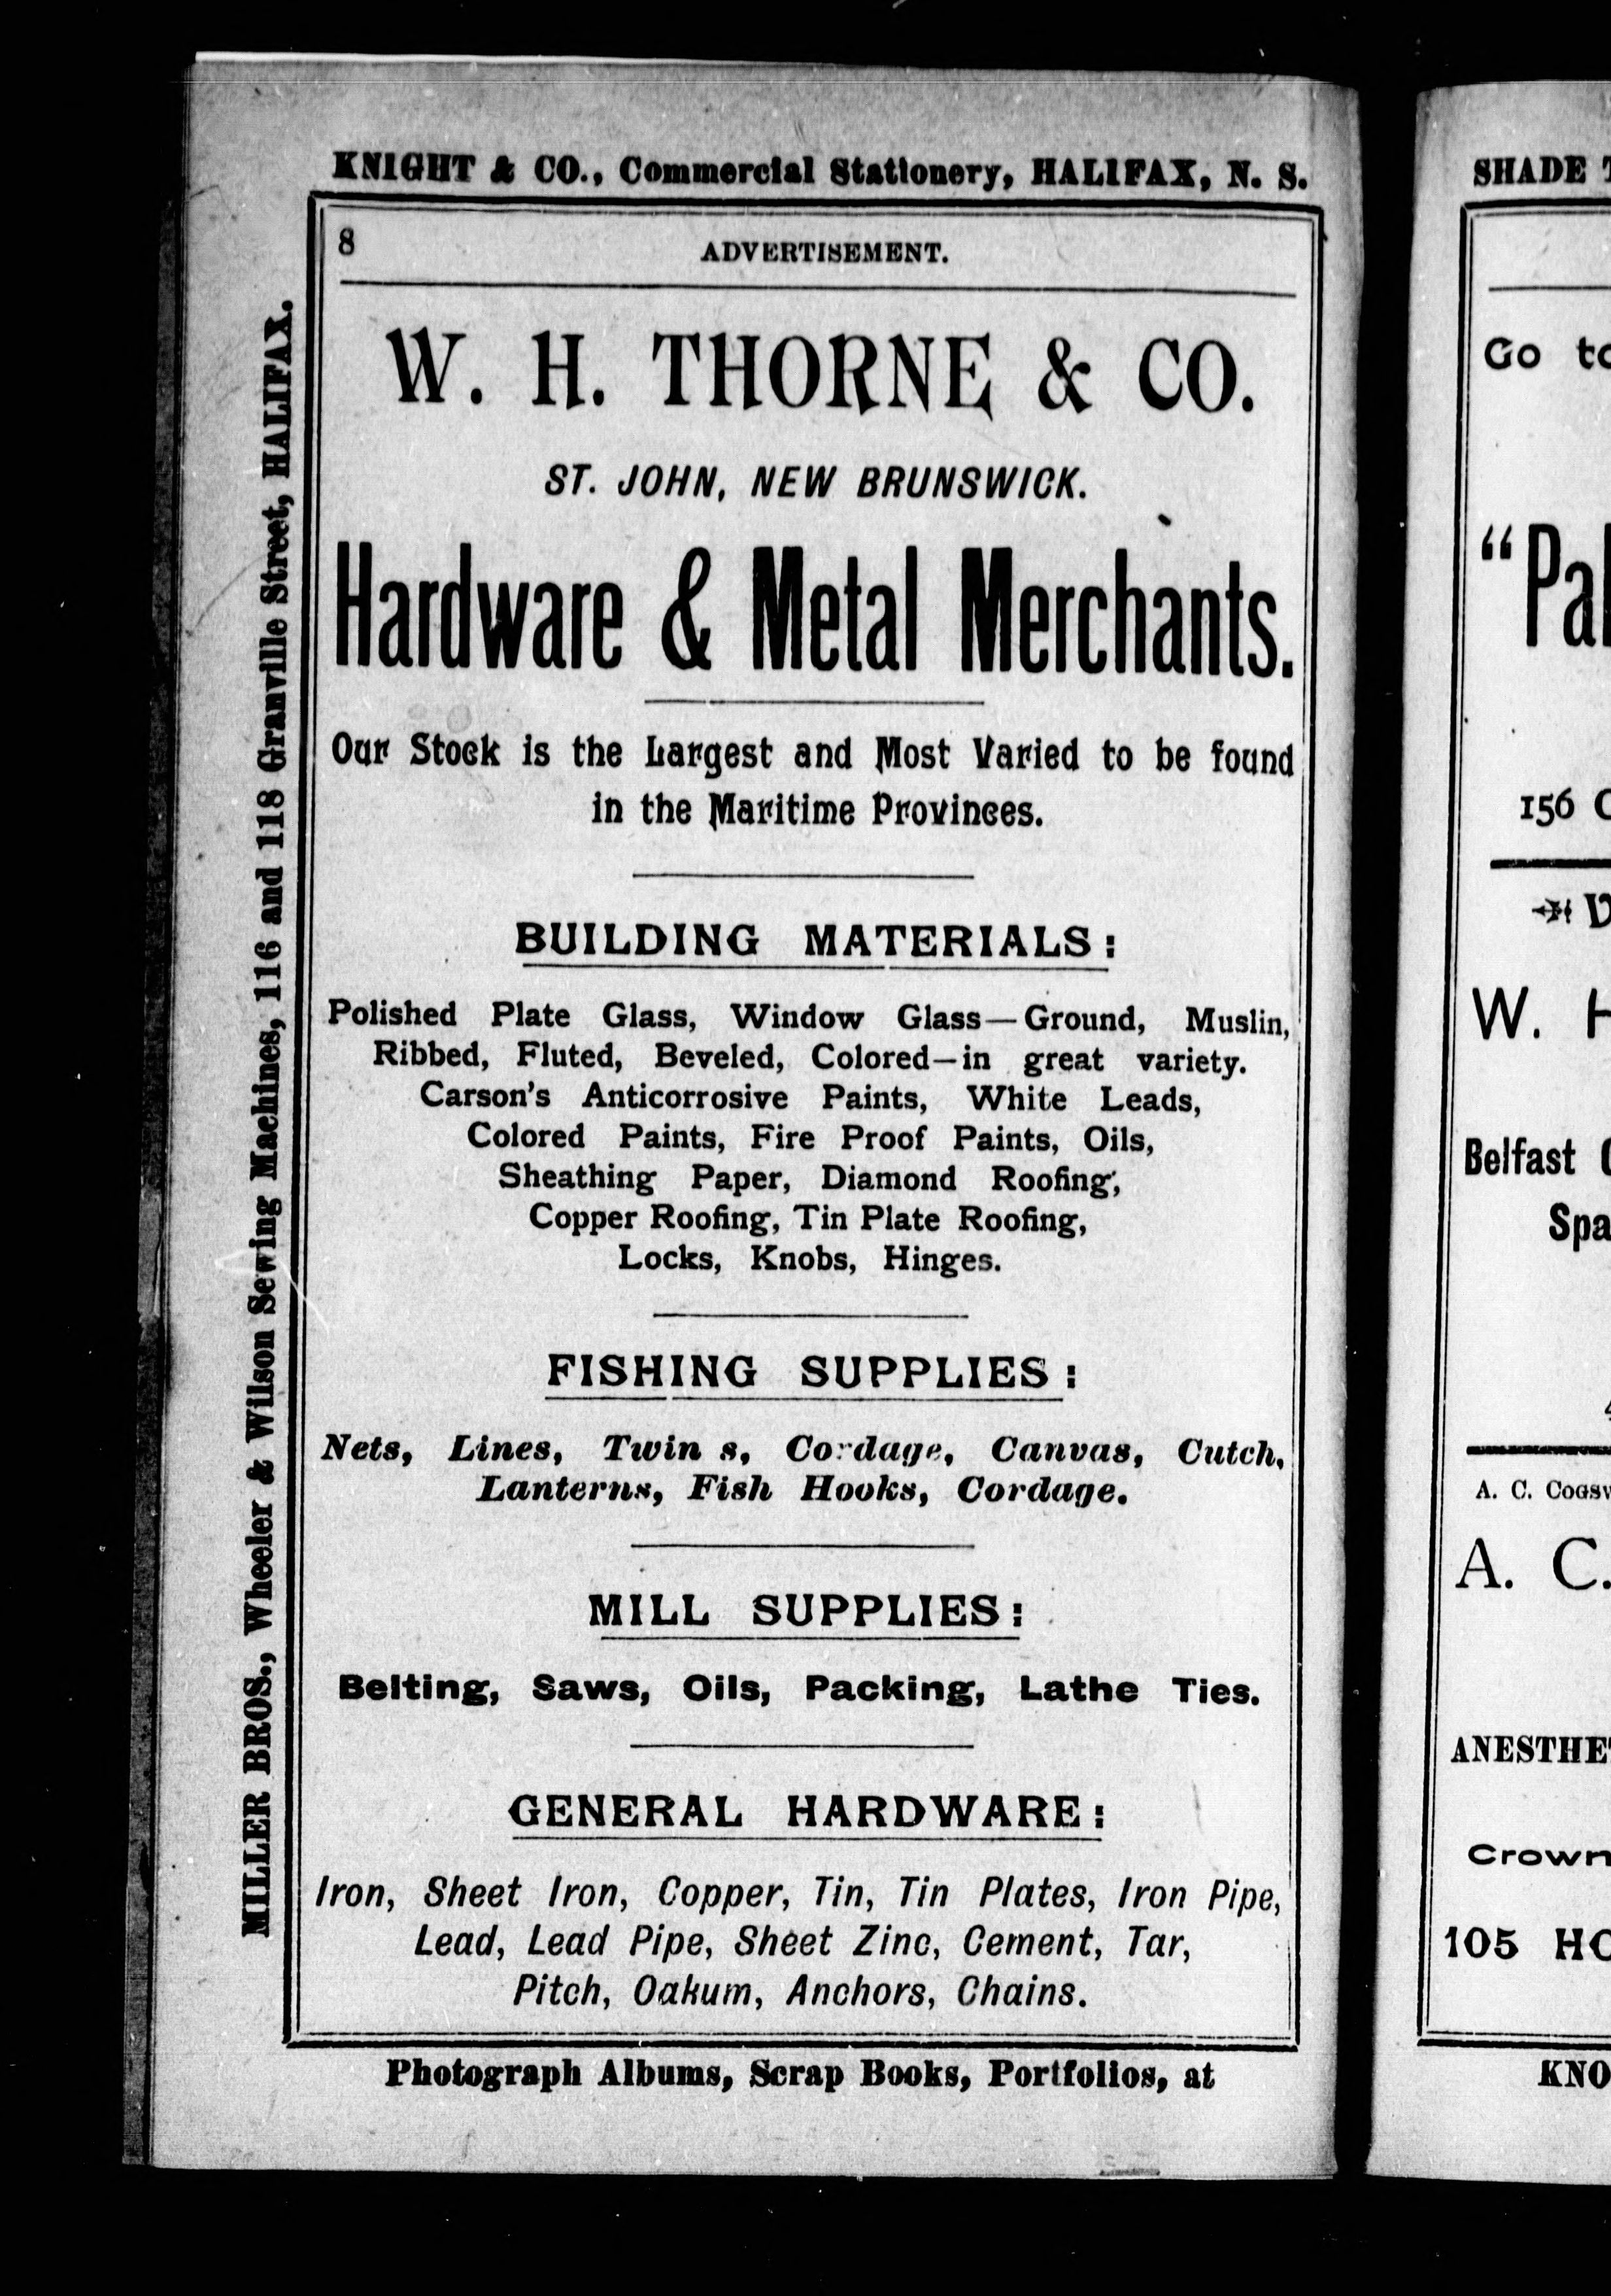 KNIGHT & CO., Commercial Stationery, HALIFAX, N. S.
8
ADVERTISEMENT.
W. H. THORNE & CO.
ST. JOHN, NEW BRUNSWICK.
Hardware & Metal Merchants.
Our Stock is the Largest and Most Varied to be found
in the Maritime Provinces.
BUILDING MATERIALS:
Polished Plate Glass, Window Glass—Ground, Muslin,
Ribbed, Fluted, Beveled, Colored—in great variety.
Carson's Anticorrosive Paints, White Leads,
Colored Paints, Fire Proof Paints, Oils,
Sheathing Paper, Diamond Roofing,
Copper Roofing, Tin Plate Roofing,
Locks, Knobs, Hinges.
FISHING SUPPLIES:
Nets, Lines, Twin s, Cordage, Canvas, Cutch,
Lanterns, Fish Hooks, Cordage.
MILL SUPPLIES:
Belting, Saws, Oils, Packing, Lathe Ties.
GENERAL HARDWARE:
Iron, Sheet Iron, Copper, Tin, Tin Plates, Iron Pipe,
Lead, Lead Pipe, Sheet Zinc, Cement, Tar,
Pitch, Oakum, Anchors, Chains.
Photograph Albums, Scrap Books, Portfolios, at
MILLER BROS., Wheeler & Wilson Sewing Machines, 116 and 118 Granville Street, HALIFAX.
SHADE
Go
156
W.
Belfast
A. C.
A. C.
Crown
105